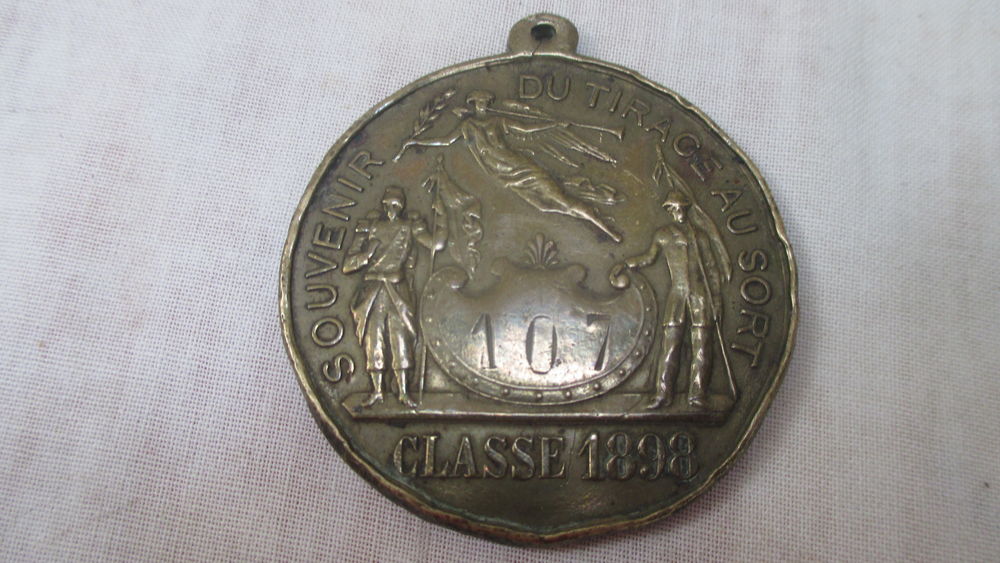 SOUVENIR DU TIRAGE AU SORT
107
CLASSE 1898